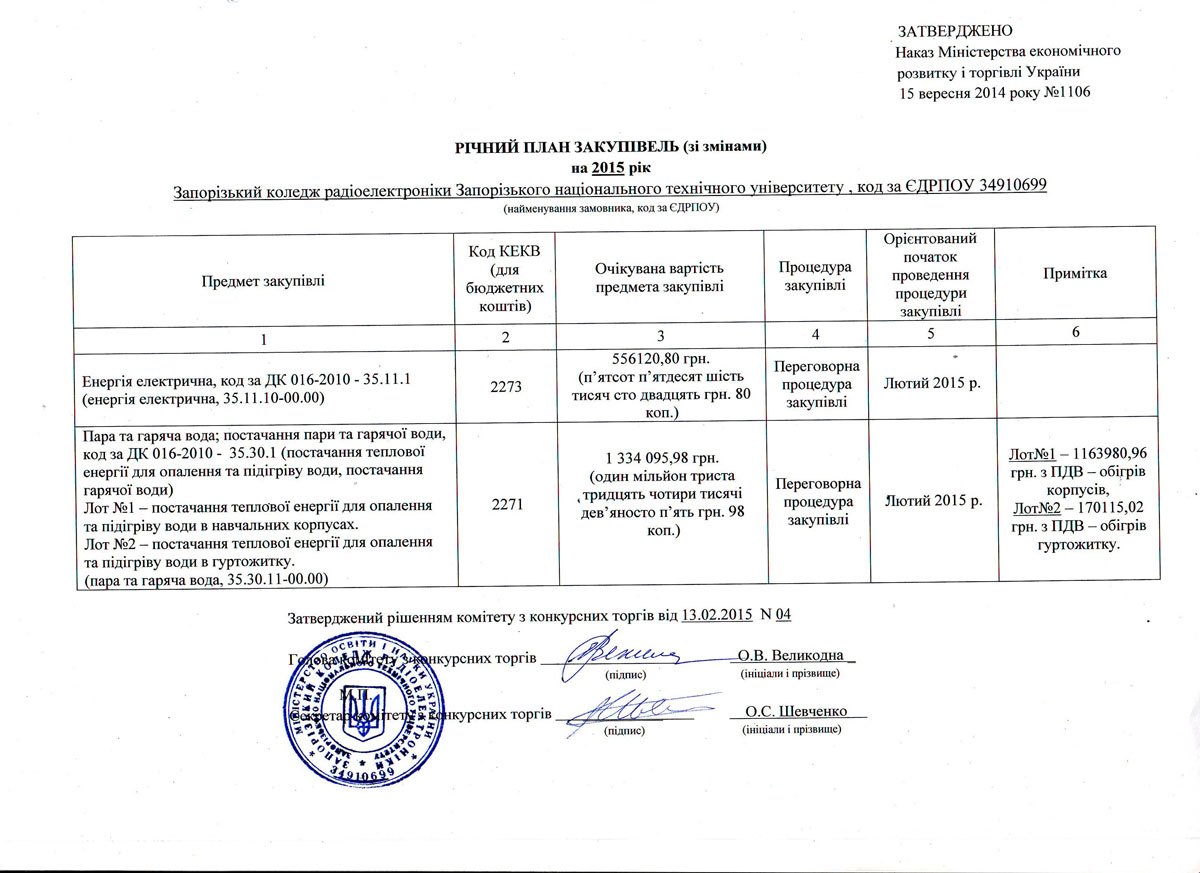 ЗАТВЕРДЖЕНО
Наказ Міністерства економічного
розвитку і торгівлі України
15 вересня 2014 року №1106
РІЧНИЙ ПЛАН ЗАКУПІВЕЛЬ (зі змінами)
на 2015 рік
Запорізький коледж радіоелектроніки Запорізького національного технічного університету , код за ЄДРПОУ 34910699
(найменування замовника, код за ЄДРПОУ)
Предмет закупівлі
Код КЕКВ
(для
бюджетних
коштів)
Очікувана вартість
предмета закупівлі
Процедура
закупівлі
Орієнтований
початок
проведення
процедури
закупівлі
Примітка
1
2
3
4
5
6
Енергія електрична, код за ДК 016-2010 - 35.11.1
(енергія електрична, 35.11.10-00.00)
2273
556120,80 грн.
(п’ятсот п’ятдесят шість
тисяч сто двадцять грн. 80
коп.)
Переговорна
процедура
закупівлі
Лютий 2015 р.
Пара та гаряча вода; постачання пари та гарячої води,
код за ДК 016-2010 - 35.30.1 (постачання теплової
енергії для опалення та підігріву води, постачання
гарячої води)
Лот №1 – постачання теплової енергії для опалення
та підігріву води в навчальних корпусах.
Лот №2 – постачання теплової енергії для опалення
та підігріву води в гуртожитку.
(пара та гаряча вода, 35.30.11-00.00)
2271
1 334 095,98 грн.
(один мільйон триста
тридцять чотири тисячі
дев’яносто п’ять грн. 98
коп.)
Переговорна
процедура
закупівлі
Лютий 2015 р.
Лот№1 – 1163980,96
грн. з ПДВ – обігрів
корпусів,
Лот№2 – 170115,02
грн. з ПДВ – обігрів
гуртожитку.
Затверджений рішенням комітету з конкурсних торгів від 13.02.2015 N 04
Голова комітету з конкурсних торгів О.В. Великодна
(підпис) (ініціали і прізвище)
М.П.
Секретар комітету з конкурсних торгів О.С. Шевченко
(підпис) (ініціали і прізвище)
МІНІСТЕРСТВО ОСВІТИ І НАУКИ УКРАЇНИ
ЗАПОРІЗЬКИЙ КОЛЕДЖ РАДІОЕЛЕКТРОНІКИ
ЗАПОРІЗЬКОГО НАЦІОНАЛЬНОГО ТЕХНІЧНОГО УНІВЕРСИТЕТУ
34910699